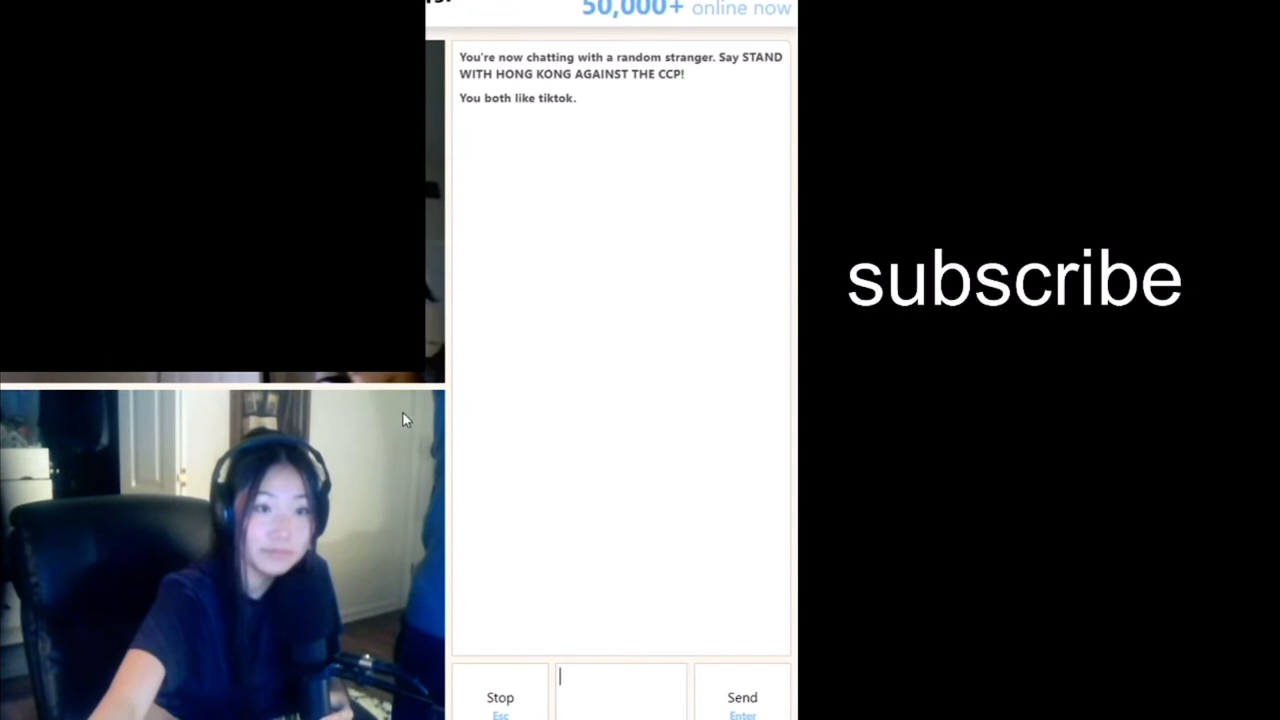 50,000+ online now
You're now chatting with a random stranger. Say STAND
WITH HONG KONG AGAINST THE CCP!
You both like tiktok.
subscribe
Stop
Send
Esc
Enter